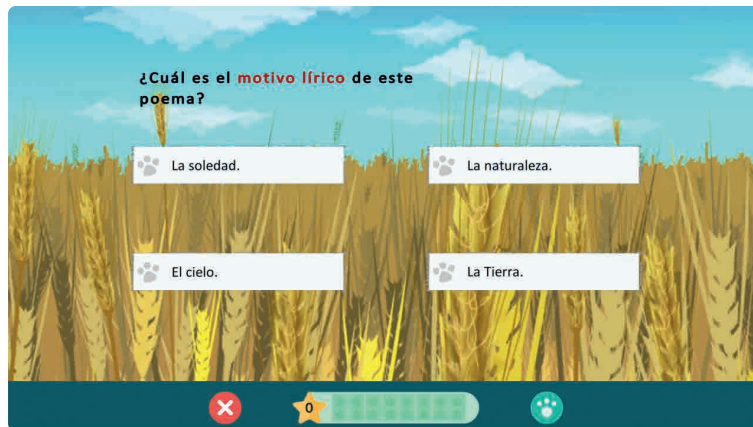 ¿Cuál es el motivo lírico de este
poema?
La soledad.
La naturaleza.
El cielo.
La Tierra.
0